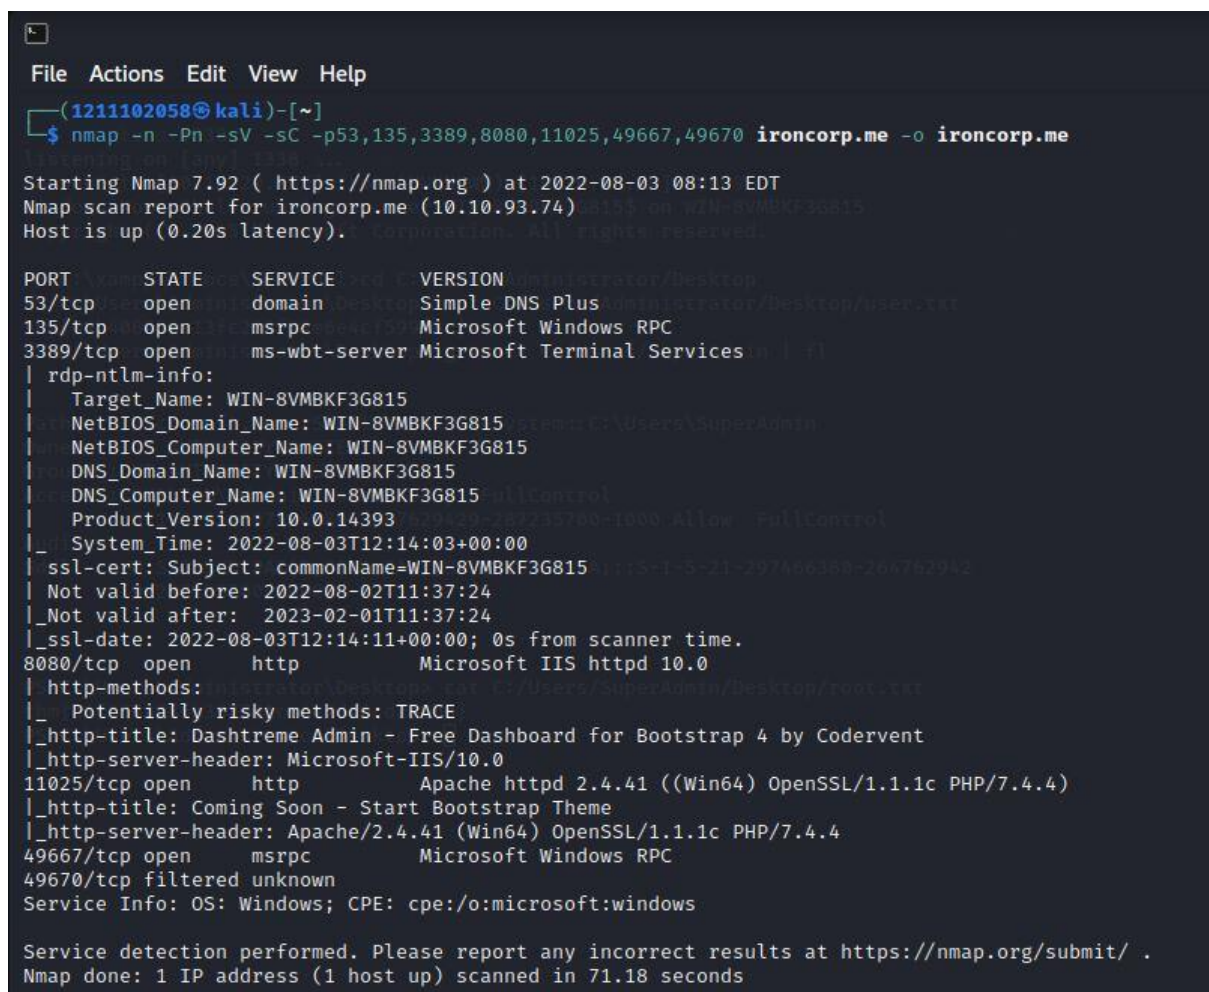 File Actions Edit View Help
┌──(1211102058㉿kali)-[~]
└─$ nmap -n -Pn -sV -sC -p53,135,3389,8080,11025,49667,49670 ironcorp.me -o ironcorp.me
Starting Nmap 7.92 ( https://nmap.org ) at 2022-08-03 08:13 EDT
Nmap scan report for ironcorp.me (10.10.93.74)
Host is up (0.20s latency).
PORT STATE SERVICE VERSION
53/tcp open domain Simple DNS Plus
135/tcp open msrpc Microsoft Windows RPC
3389/tcp open ms-wbt-server Microsoft Terminal Services
| rdp-ntlm-info:
| Target_Name: WIN-8VMBKF3G815
| NetBIOS_Domain_Name: WIN-8VMBKF3G815
| NetBIOS_Computer_Name: WIN-8VMBKF3G815
| DNS_Domain_Name: WIN-8VMBKF3G815
| DNS_Computer_Name: WIN-8VMBKF3G815
| Product_Version: 10.0.14393
|_ System_Time: 2022-08-03T12:14:03+00:00
| ssl-cert: Subject: commonName=WIN-8VMBKF3G815
| Not valid before: 2022-08-02T11:37:24
|_Not valid after: 2023-02-01T11:37:24
|_ssl-date: 2022-08-03T12:14:11+00:00; 0s from scanner time.
8080/tcp open http Microsoft IIS httpd 10.0
| http-methods:
|_ Potentially risky methods: TRACE
|_http-title: Dashtreme Admin - Free Dashboard for Bootstrap 4 by Codervent
|_http-server-header: Microsoft-IIS/10.0
11025/tcp open http Apache httpd 2.4.41 ((Win64) OpenSSL/1.1.1c PHP/7.4.4)
|_http-title: Coming Soon - Start Bootstrap Theme
|_http-server-header: Apache/2.4.41 (Win64) OpenSSL/1.1.1c PHP/7.4.4
49667/tcp open msrpc Microsoft Windows RPC
49670/tcp filtered unknown
Service Info: OS: Windows; CPE: cpe:/o:microsoft:windows
Service detection performed. Please report any incorrect results at https://nmap.org/submit/ .
Nmap done: 1 IP address (1 host up) scanned in 71.18 seconds